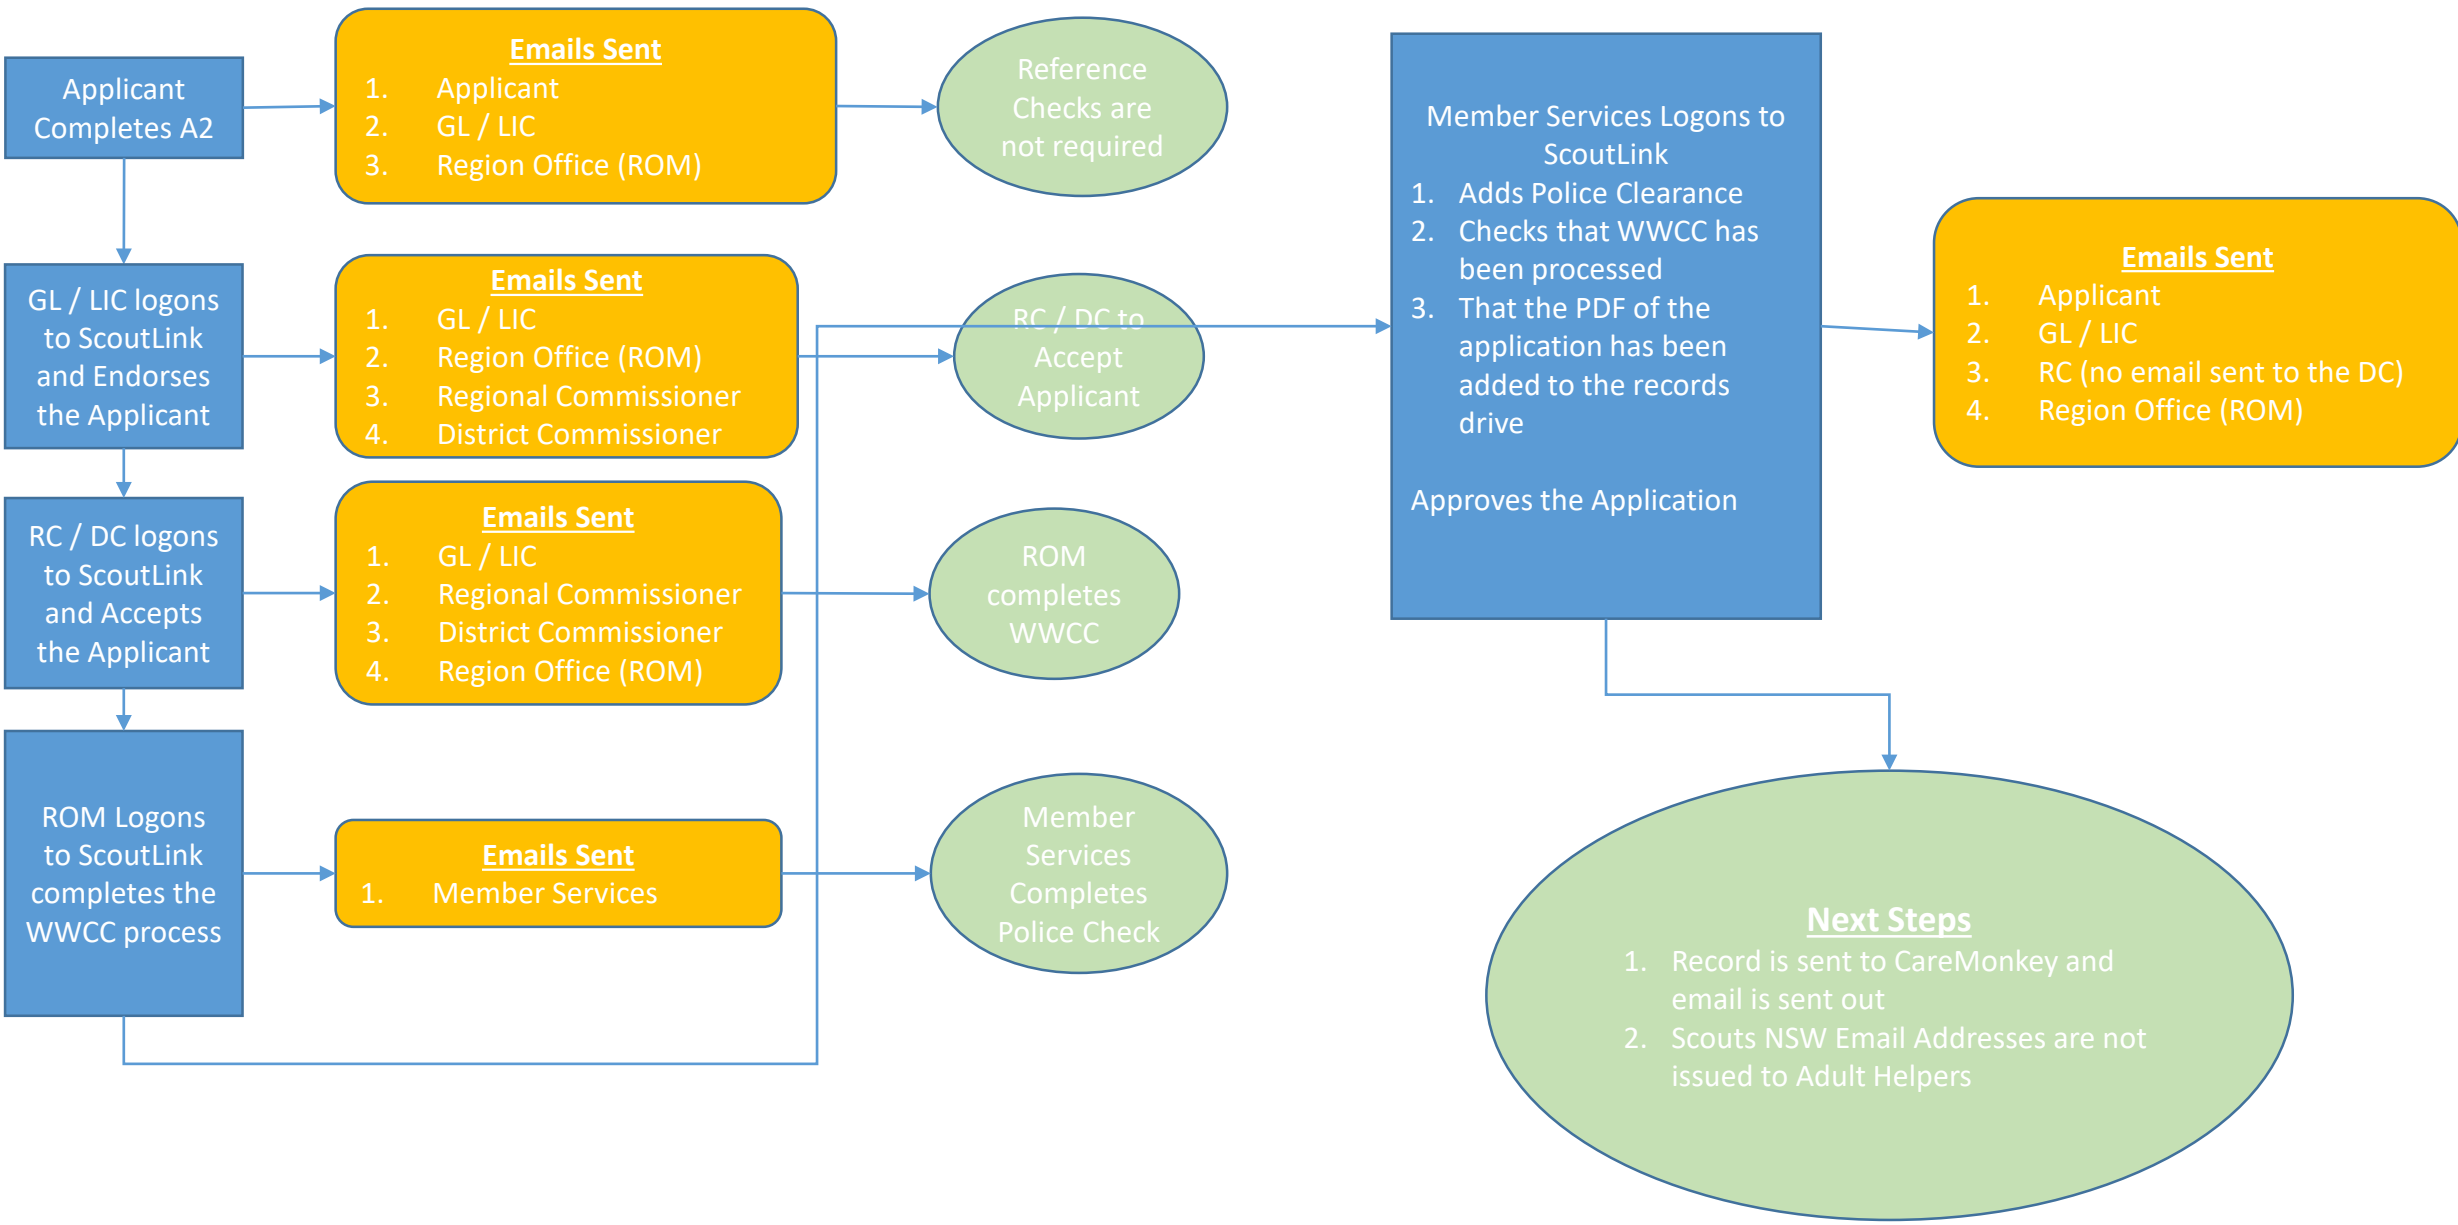 Applicant
Completes A2
Emails Sent
1. Applicant
2. GL / LIC
3. Region Office (ROM)
Reference
Checks are
not required
GL / LIC logons
to ScoutLink
and Endorses
the Applicant
Emails Sent
1. GL / LIC
2. Region Office (ROM)
3. Regional Commissioner
4. District Commissioner
RC / DC to
Accept
Applicant
RC / DC logons
to ScoutLink
and Accepts
the Applicant
Emails Sent
1. GL / LIC
2. Regional Commissioner
3. District Commissioner
4. Region Office (ROM)
ROM
completes
WWCC
ROM Logons
to ScoutLink
completes the
WWCC process
Emails Sent
1. Member Services
Member
Services
Completes
Police Check
Member Services Logons to
ScoutLink
1. Adds Police Clearance
2. Checks that WWCC has
been processed
3. That the PDF of the
application has been
added to the records
drive
Approves the Application
Emails Sent
1. Applicant
2. GL / LIC
3. RC (no email sent to the DC)
4. Region Office (ROM)
Next Steps
1. Record is sent to CareMonkey and
email is sent out
2. Scouts NSW Email Addresses are not
issued to Adult Helpers